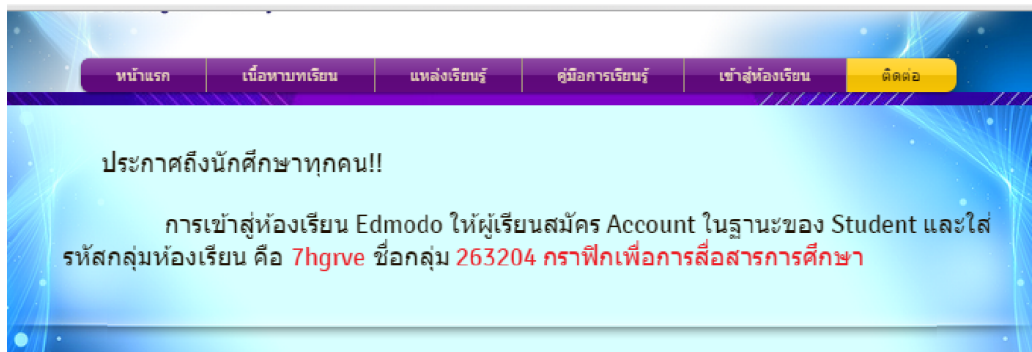 หน้าแรก
เนื้อหาบทเรียน
แหล่งเรียนรู้
คู่มือการเรียนรู้
เข้าสู่ห้องเรียน
ติดต่อ
ประกาศถึงนักศึกษาทุกคน!!
การเข้าสู่ห้องเรียน Edmodo ให้ผู้เรียนสมัคร Account ในฐานะของ Student และใส่
รหัสกลุ่มห้องเรียน คือ 7hgrve ชื่อกลุ่ม 263204 กราฟิกเพื่อการสื่อสารการศึกษา